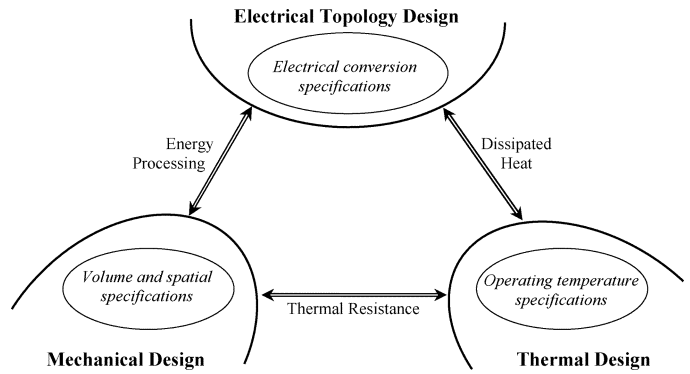 Electrical Topology Design
Electrical conversion
specifications
Energy
Processing
Dissipated
Heat
Volume and spatial
specifications
Operating temperature
specifications
Thermal Resistance
Mechanical Design
Thermal Design